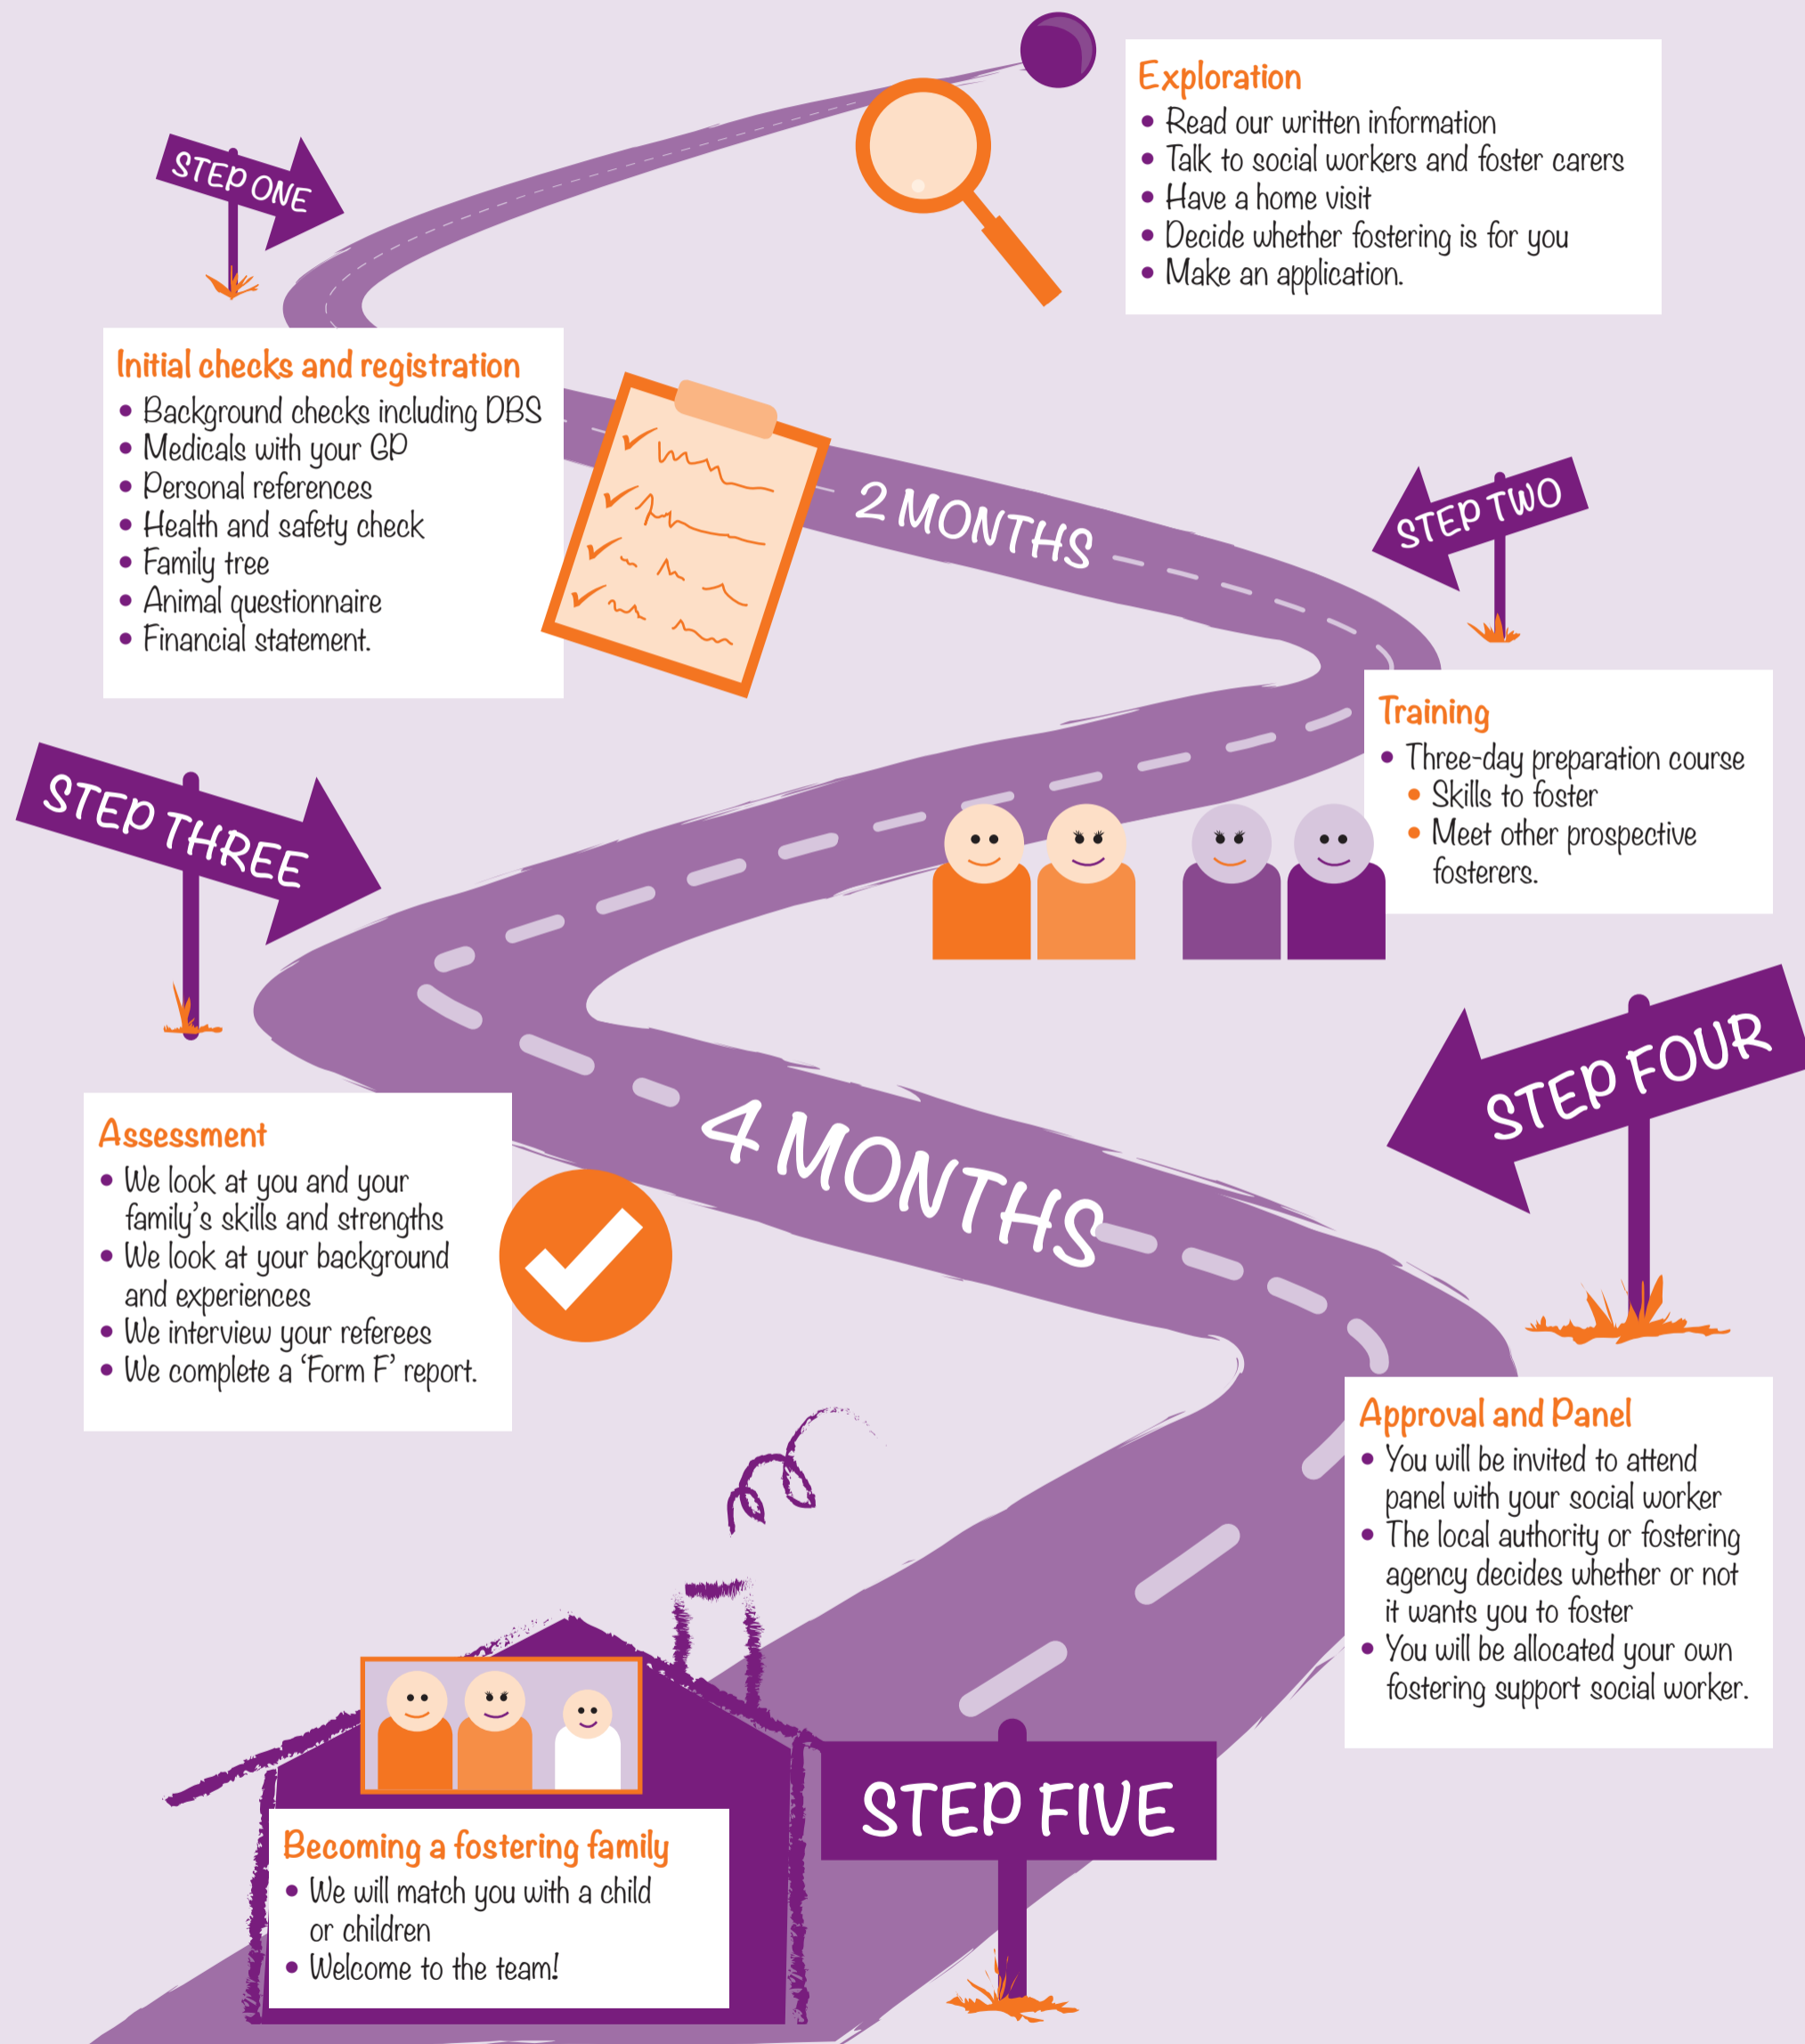 Exploration
• Read our written information
• Talk to social workers and foster carers
• Have a home visit
• Decide whether fostering is for you
• Make an application.
STEP ONE
Initial checks and registration
• Background checks including DBS
• Medicals with your GP
• Personal references
• Health and safety check
• Family tree
• Animal questionnaire
• Financial statement.
2 MONTHS
STEP TWO
Training
• Three-day preparation course
• Skills to foster
• Meet other prospective
fosterers.
STEP THREE
Assessment
• We look at you and your
family's skills and strengths
• We look at your background
and experiences
• We interview your referees
• We complete a 'Form F' report.
4 MONTHS
STEP FOUR
Approval and Panel
• You will be invited to attend
panel with your social worker
• The local authority or fostering
agency decides whether or not
it wants you to foster
• You will be allocated your own
fostering support social worker.
STEP FIVE
Becoming a fostering family
• We will match you with a child
or children
• Welcome to the team!